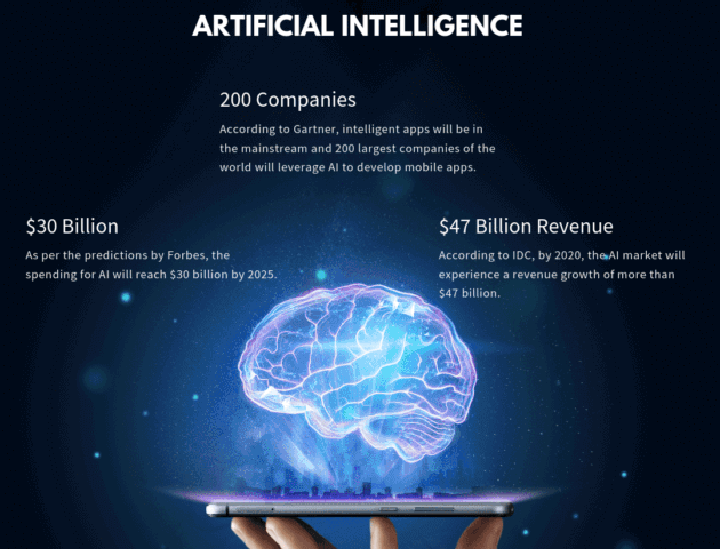 ARTIFICIAL INTELLIGENCE
200 Companies
According to Gartner, intelligent apps will be in
the mainstream and 200 largest companies of the
world will leverage AI to develop mobile apps.
$30 Billion
As per the predictions by Forbes, the
spending for AI will reach $30 billion by 2025.
$47 Billion Revenue
According to IDC, by 2020, the AI market will
experience a revenue growth of more than
$47 billion.